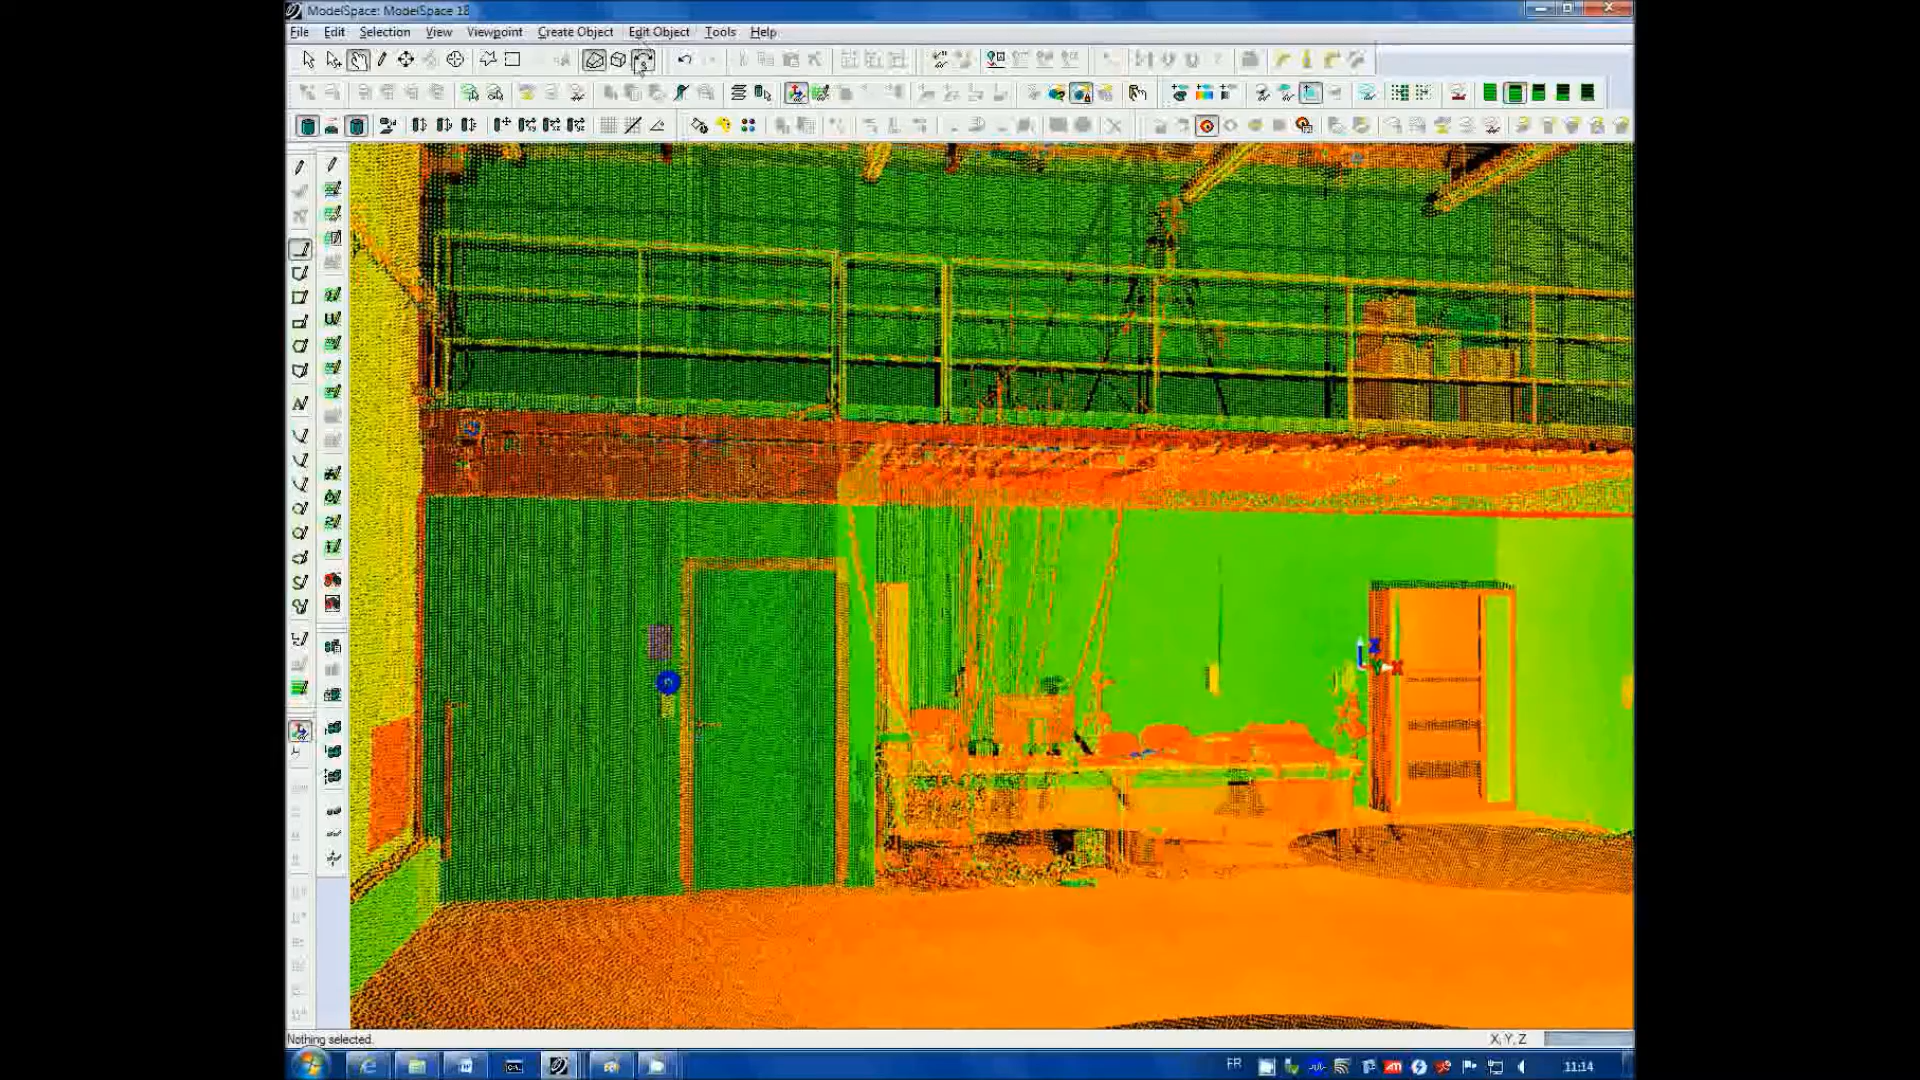 ModelSpace: ModelSpace 18
File Edit Selection View Viewpoint Create Object Edit Object Tools Help
Z
Y X
Nothing selected.
X, Y, Z
FR
11:14